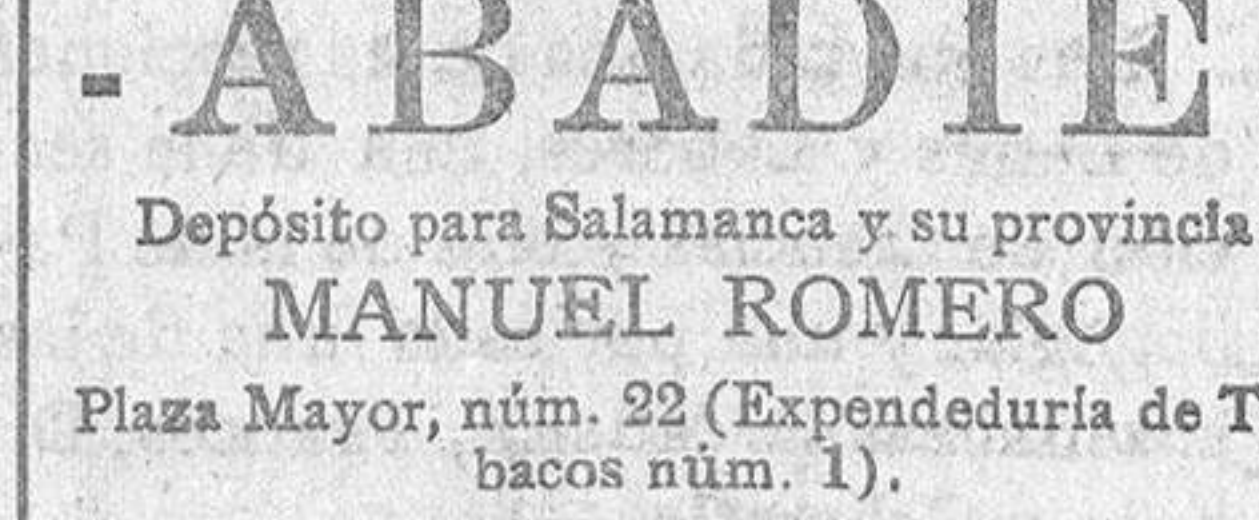 - ABADIE
Depósito para Salamanca y su provincia
MANUEL ROMERO
Plaza Mayor, núm. 22 (Expendeduría de T
bacos núm. 1).